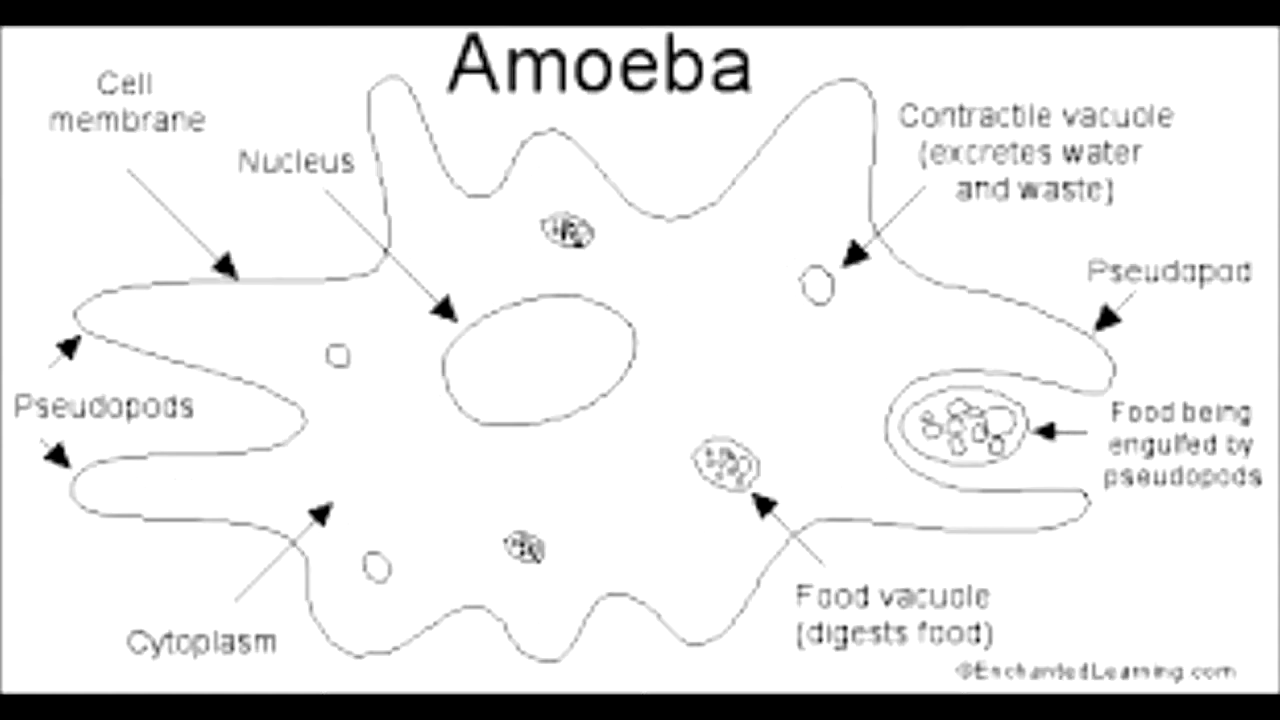 Amoeba
Cell
membrane
Nucleus
Contractile vacuole
(excretes water
and waste)
Pseudopod
Pseudopods
Food being
engulfed by
pseudopods
Food vacuole
(digests food)
Cytoplasm
©EnchantedLearning.com